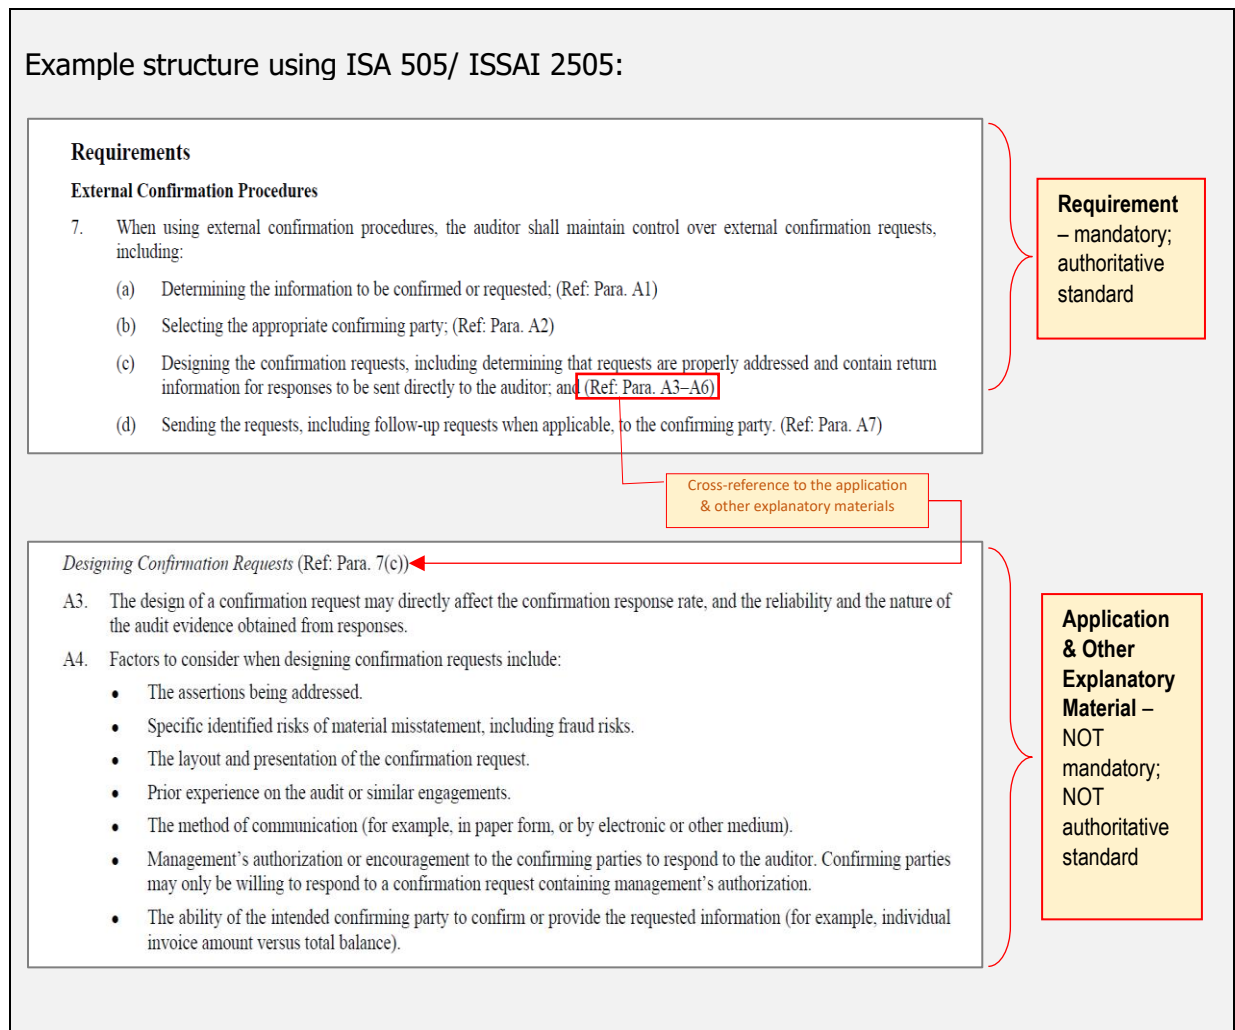 Example structure using ISA 505/ ISSAI 2505:
Requirements
External Confirmation Procedures
7. When using external confirmation procedures, the auditor shall maintain control over external confirmation requests,
including:
(a) Determining the information to be confirmed or requested; (Ref: Para. A1)
(b) Selecting the appropriate confirming party; (Ref: Para. A2)
(c) Designing the confirmation requests, including determining that requests are properly addressed and contain return
information for responses to be sent directly to the auditor; and (Ref: Para. A3–A6)
(d) Sending the requests, including follow-up requests when applicable, to the confirming party. (Ref: Para. A7)
Requirement
– mandatory;
authoritative
standard
Cross-reference to the application
& other explanatory materials
Designing Confirmation Requests (Ref: Para. 7(c))
A3. The design of a confirmation request may directly affect the confirmation response rate, and the reliability and the nature of
the audit evidence obtained from responses.
A4. Factors to consider when designing confirmation requests include:
• The assertions being addressed.
• Specific identified risks of material misstatement, including fraud risks.
• The layout and presentation of the confirmation request.
• Prior experience on the audit or similar engagements.
• The method of communication (for example, in paper form, or by electronic or other medium).
• Management’s authorization or encouragement to the confirming parties to respond to the auditor. Confirming parties
may only be willing to respond to a confirmation request containing management’s authorization.
• The ability of the intended confirming party to confirm or provide the requested information (for example, individual
invoice amount versus total balance).
Application
& Other
Explanatory
Material –
NOT
mandatory;
NOT
authoritative
standard